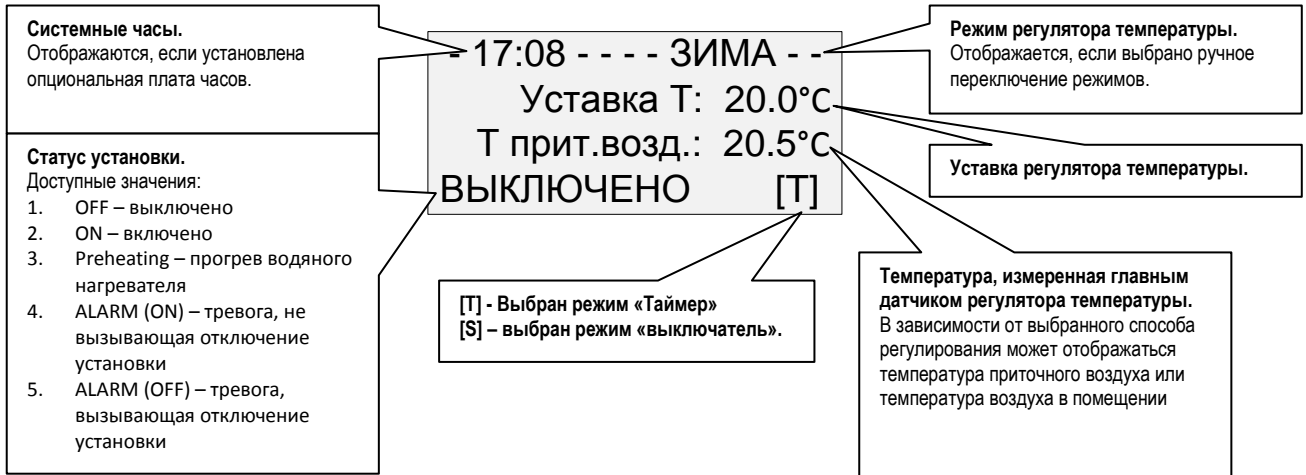 Системные часы.
Отображаются, если установлена
опциональная плата часов.
Статус установки.
Доступные значения:
1. OFF – выключено
2. ON – включено
3. Preheating – прогрев водяного
нагревателя
4. ALARM (ON) – тревога, не
вызывающая отключение
установки
5. ALARM (OFF) – тревога,
вызывающая отключение
установки
- 17:08 - - - - ЗИМА - -
Уставка Т: 20.0°C
Т прит.возд.: 20.5°C
ВЫКЛЮЧЕНО [T]
[T] - Выбран режим «Таймер»
[S] – выбран режим «выключатель».
Режим регулятора температуры.
Отображается, если выбрано ручное
переключение режимов.
Уставка регулятора температуры.
Температура, измеренная главным
датчиком регулятора температуры.
В зависимости от выбранного способа
регулирования может отображаться
температура приточного воздуха или
температура воздуха в помещении